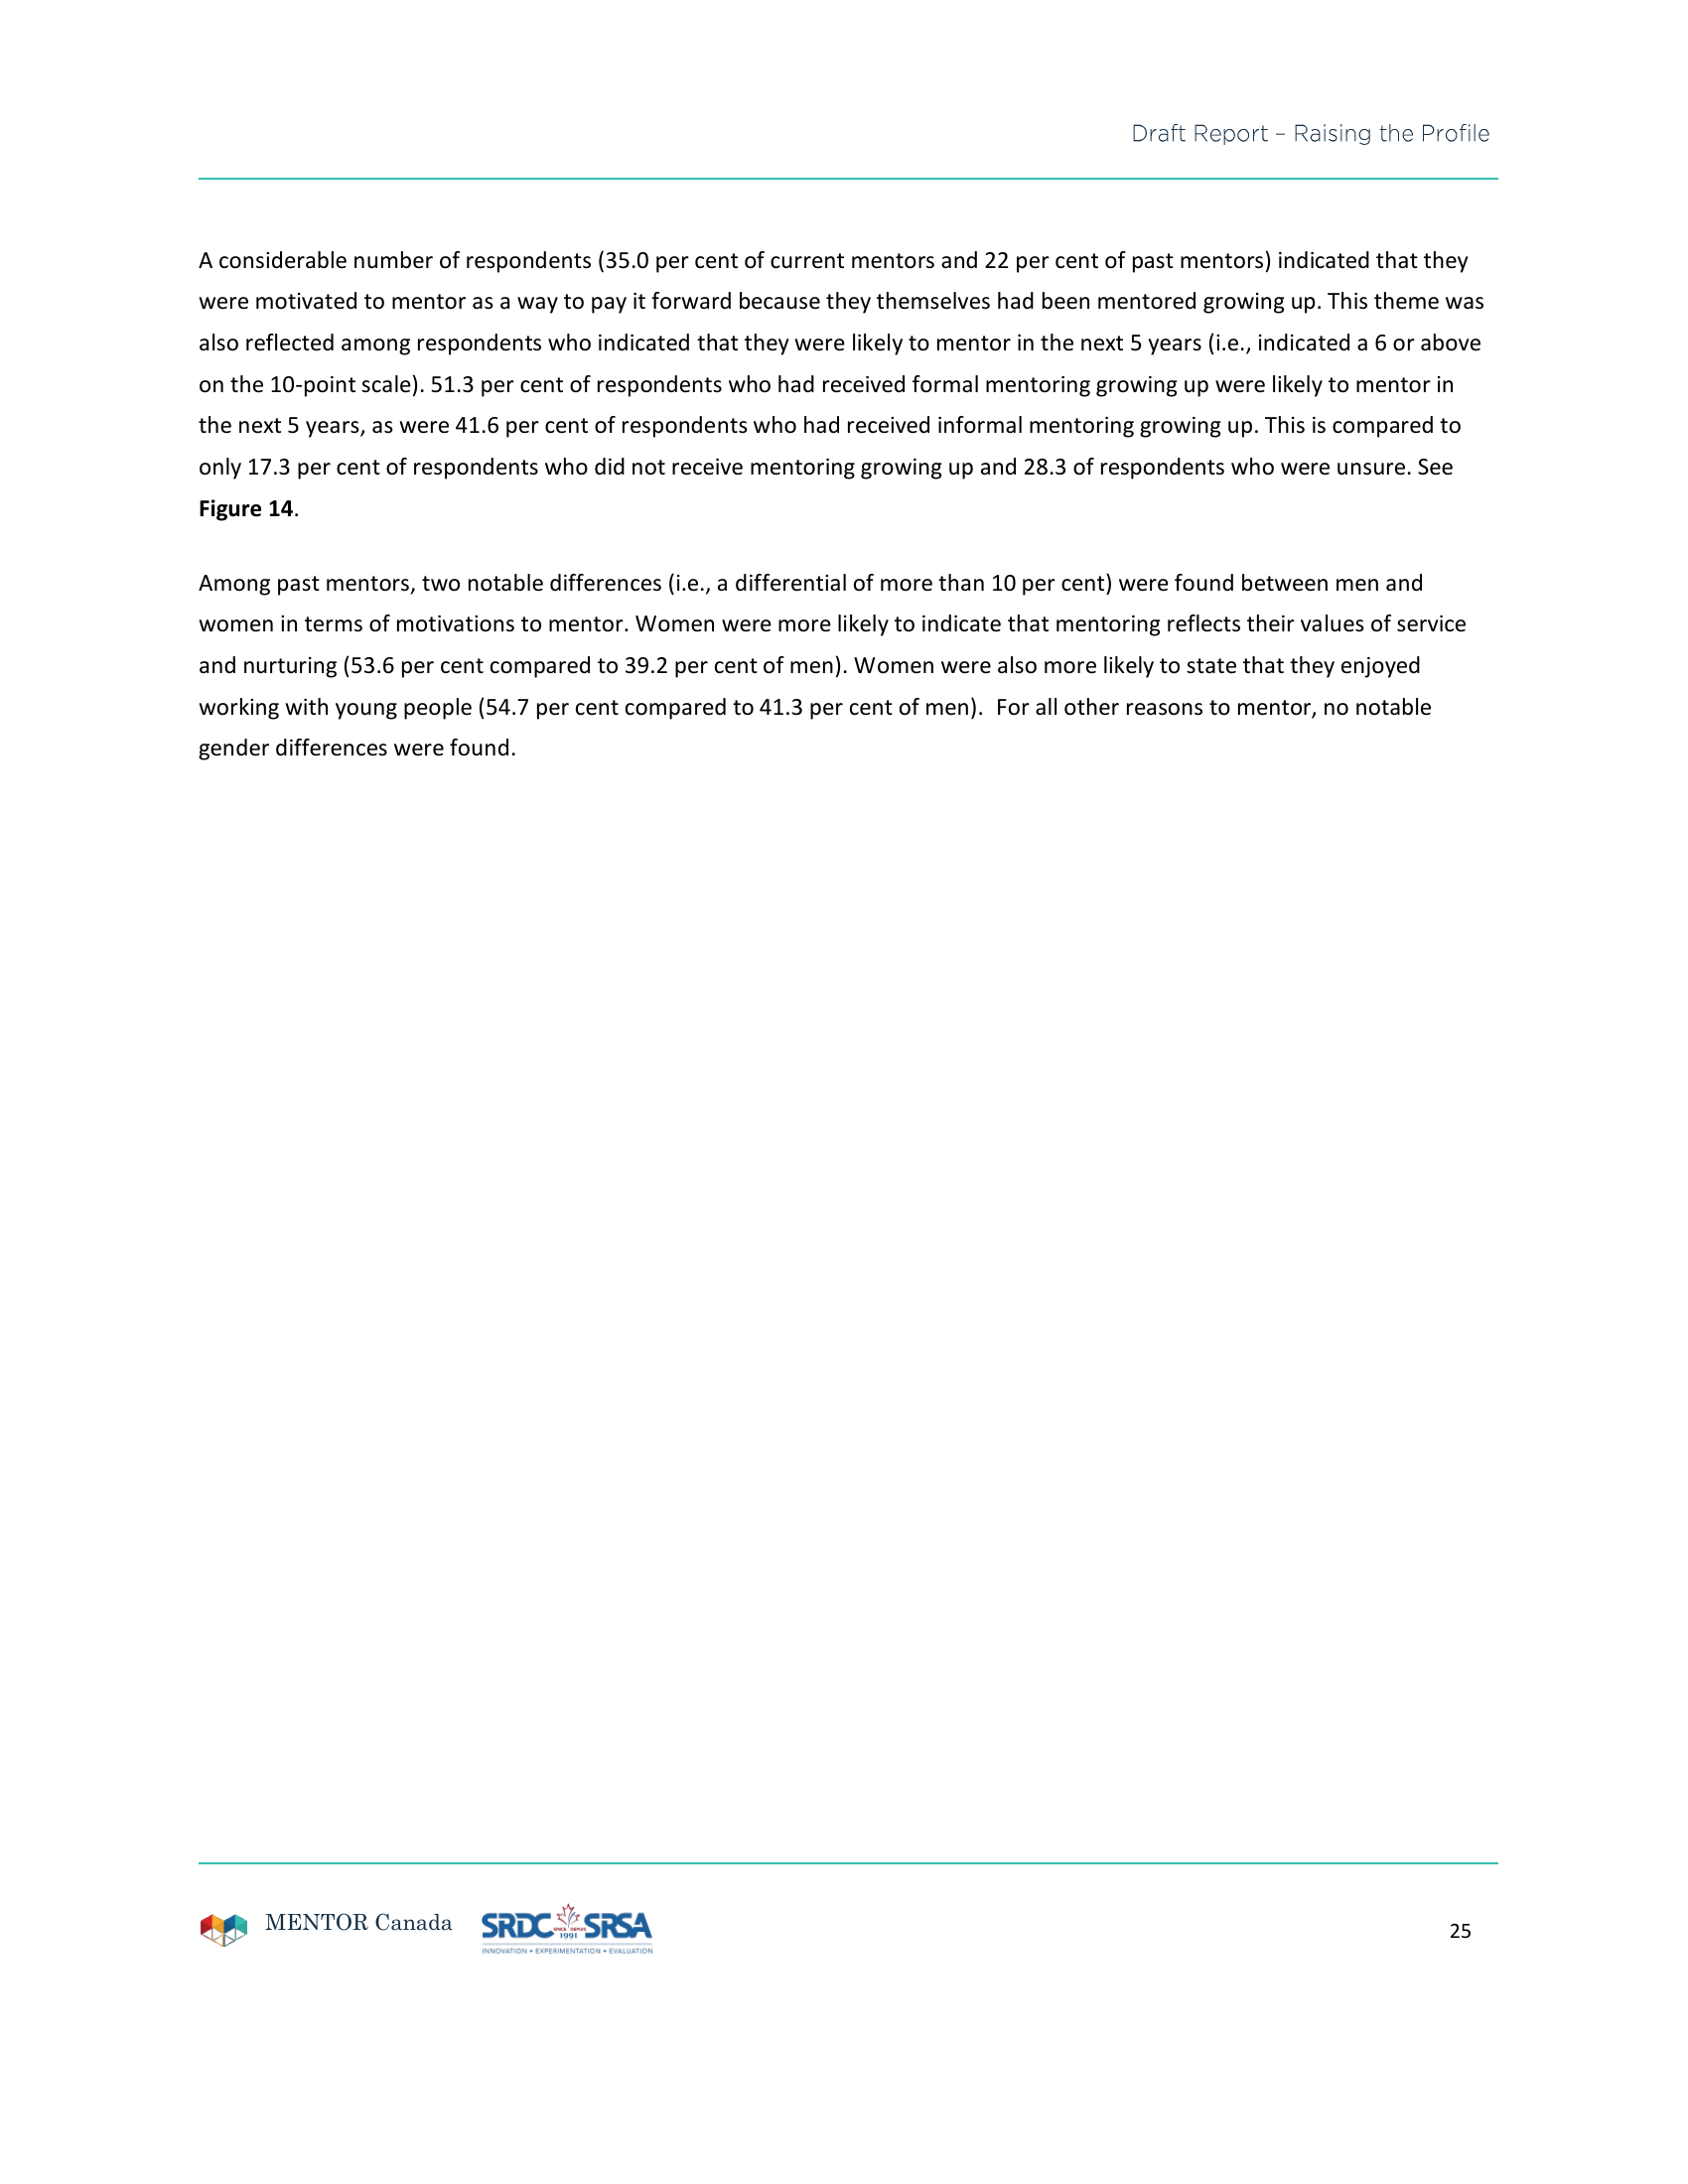 Draft Report – Raising the Profile
A considerable number of respondents (35.0 per cent of current mentors and 22 per cent of past mentors) indicated that they
were motivated to mentor as a way to pay it forward because they themselves had been mentored growing up. This theme was
also reflected among respondents who indicated that they were likely to mentor in the next 5 years (i.e., indicated a 6 or above
on the 10-point scale). 51.3 per cent of respondents who had received formal mentoring growing up were likely to mentor in
the next 5 years, as were 41.6 per cent of respondents who had received informal mentoring growing up. This is compared to
only 17.3 per cent of respondents who did not receive mentoring growing up and 28.3 of respondents who were unsure. See
Figure 14.
Among past mentors, two notable differences (i.e., a differential of more than 10 per cent) were found between men and
women in terms of motivations to mentor. Women were more likely to indicate that mentoring reflects their values of service
and nurturing (53.6 per cent compared to 39.2 per cent of men). Women were also more likely to state that they enjoyed
working with young people (54.7 per cent compared to 41.3 per cent of men).  For all other reasons to mentor, no notable
gender differences were found.
MENTOR Canada
SRDC SINCE DEPUIS 1991 SRSA
INNOVATION • EXPERIMENTATION • EVALUATION
25